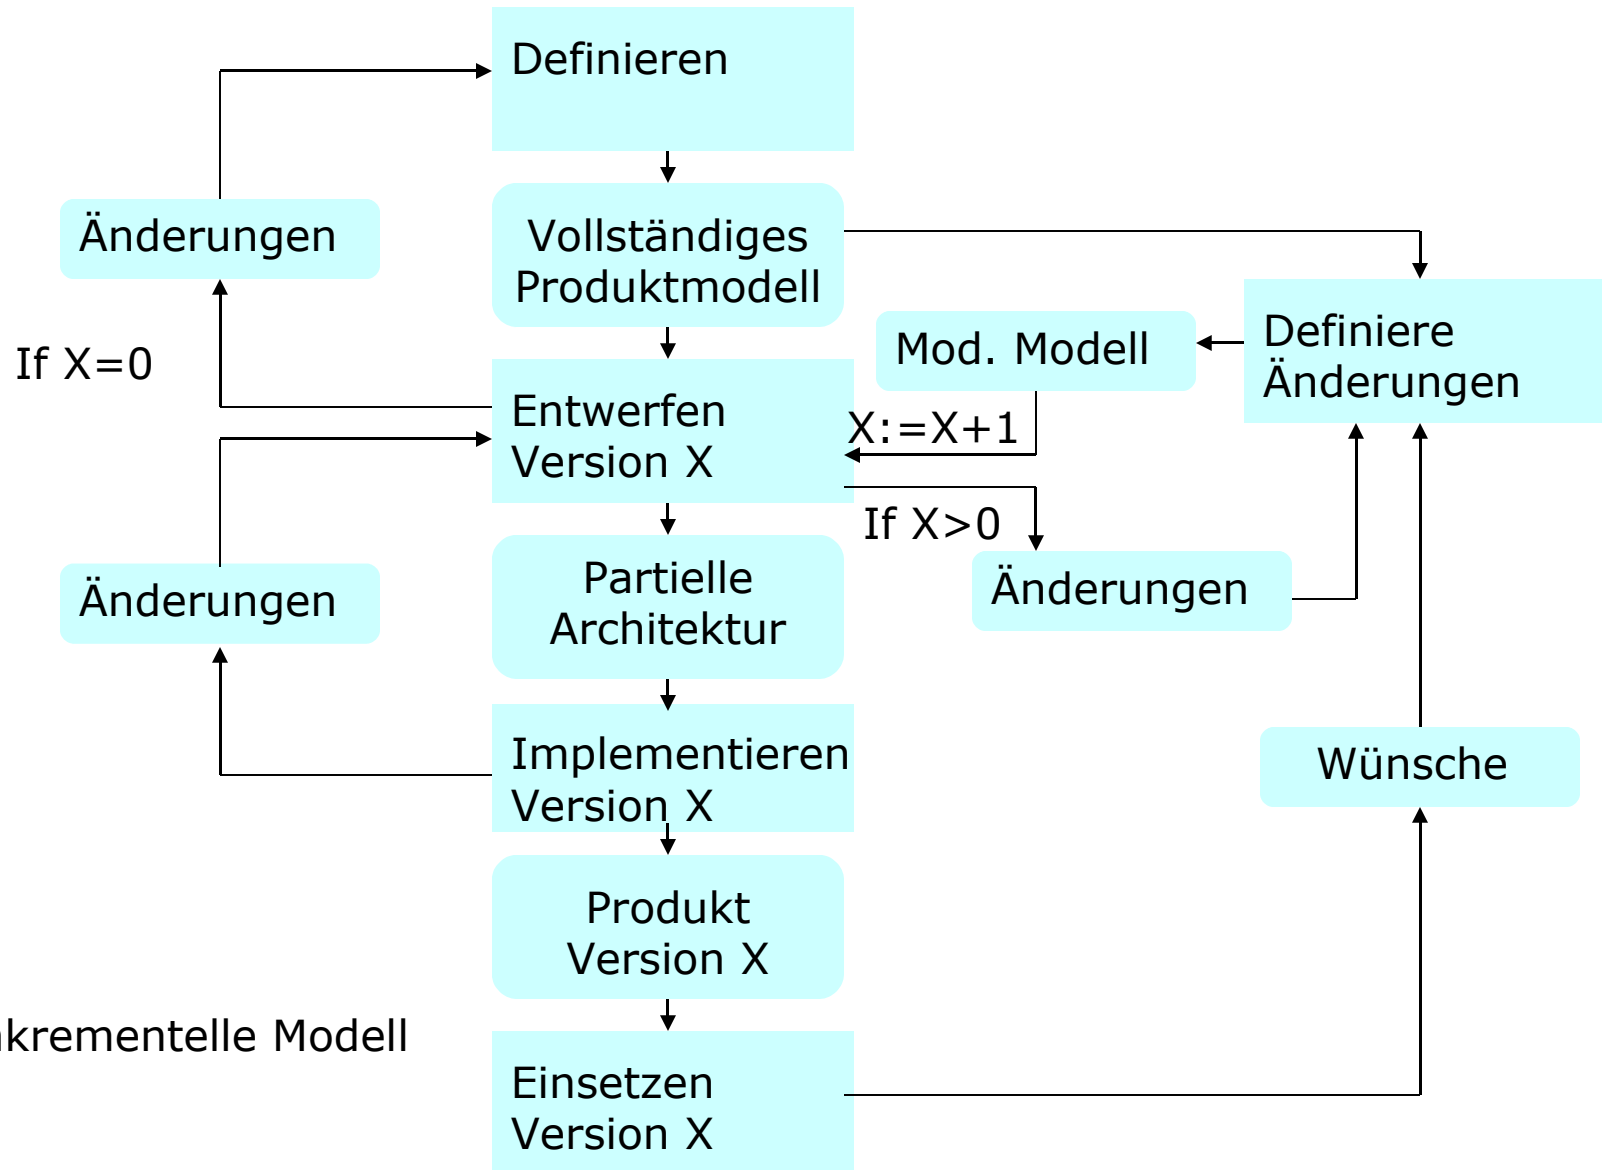 Definieren
Änderungen
Vollständiges
Produktmodell
If X=0
Mod. Modell
Definiere
Änderungen
Entwerfen
Version X
X:=X+1
If X>0
Änderungen
Partielle
Architektur
Änderungen
Implementieren
Version X
Wünsche
Produkt
Version X
krementelle Modell
Einsetzen
Version X